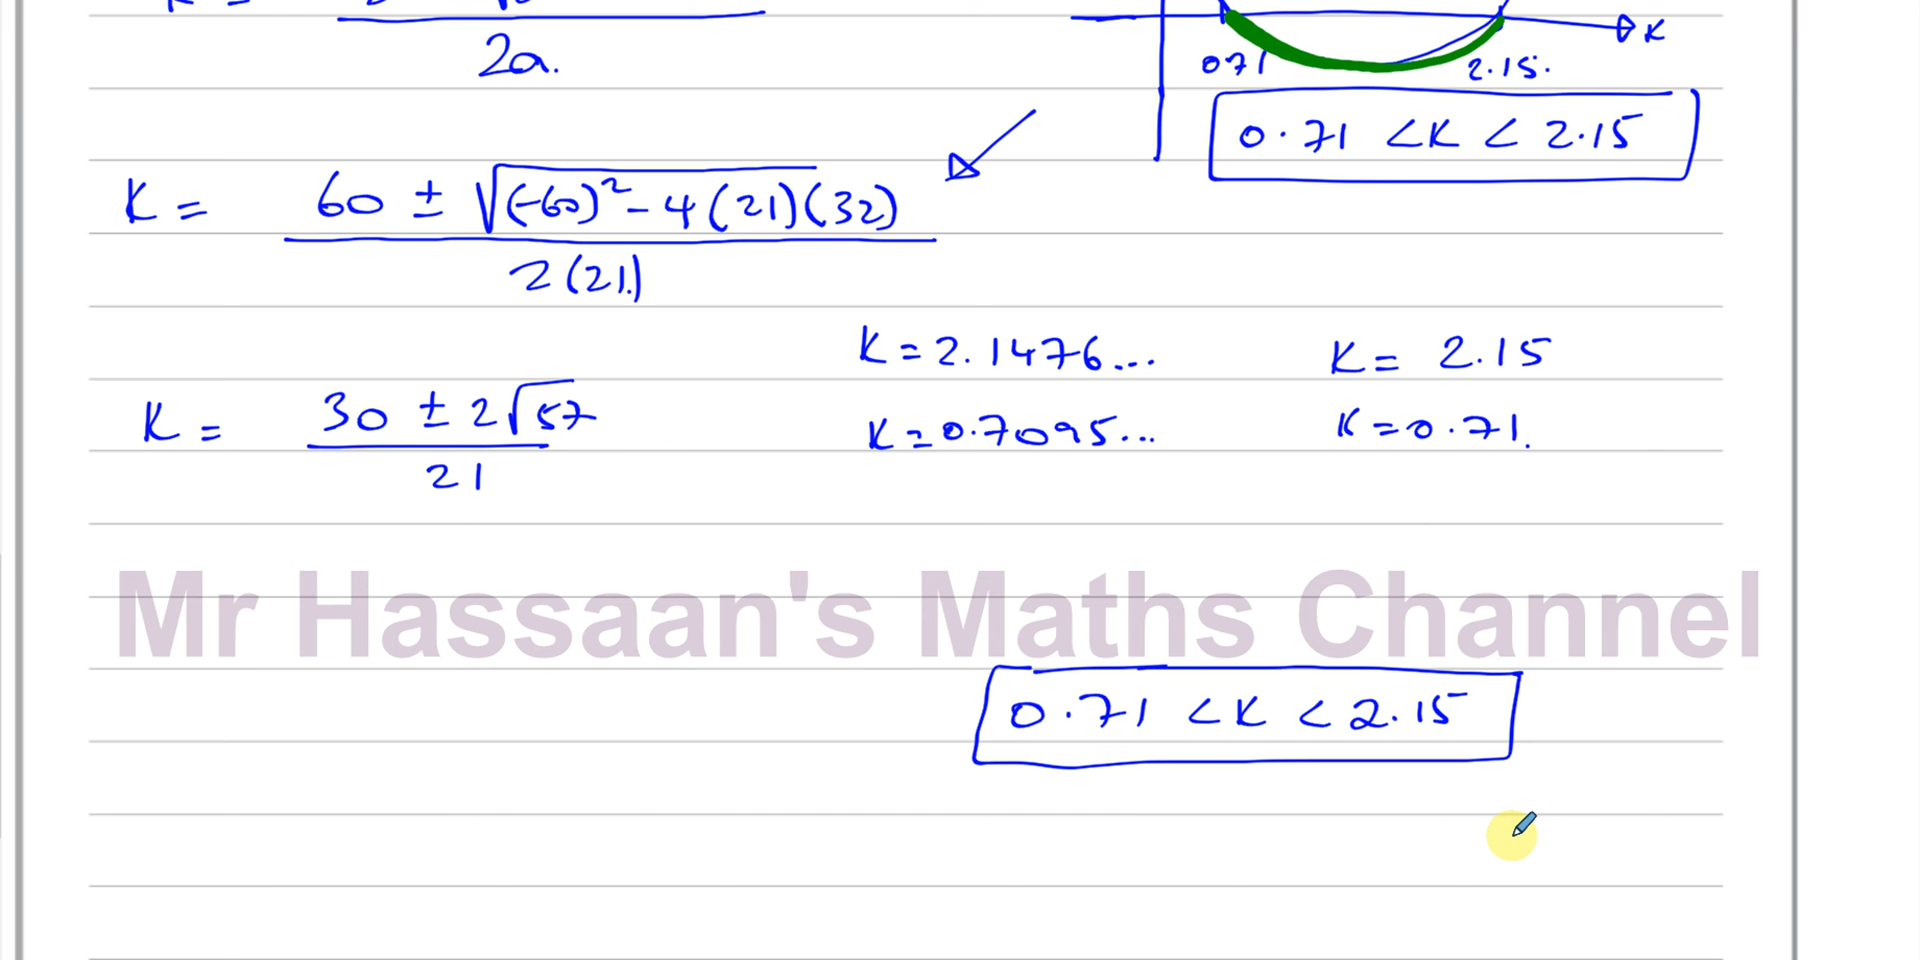 2a.
K
0.71
2.15.
0.71 < K < 2.15
K = 60 ± √(-60)² - 4(21)(32)
2(21)
K = 2.1476... K = 2.15
K = 30 ± 2√57
21
K = 0.7095... K = 0.71.
Mr Hassaan's Maths Channel
0.71 < K < 2.15